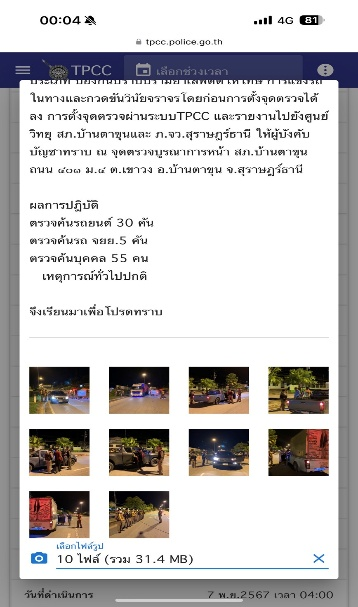 00:04
4G 81
tpcc.police.go.th
TPCC เลือกช่วงเวลา
ในทางและกวดขันวินัยจราจรโดยก่อนการตั้งจุดตรวจได้
ลง การตั้งจุดตรวจผ่านระบบTPCC และรายงานไปยังศูนย์
วิทยุ สภ.บ้านตาขุนและ ภ.จว.สุราษฎร์ธานี ให้ผู้บังคับ
บัญชาทราบ ณ จุดตรวจบูรณาการหน้า สภ.บ้านตาขุน
ถนน ๔๐๑ ม.๔ ต.เขาวง อ.บ้านตาขุน จ.สุราษฎร์ธานี
ผลการปฎิบัติ
ตรวจค้นรถยนต์ 30 คัน
ตรวจค้นรถ จยย.5 คัน
ตรวจค้นบุคคล 55 คน
เหตุการณ์ทั่วไปปกติ
จึงเรียนมาเพื่อโปรดทราบ
เลือกไฟล์รูป
10 ไฟล์ (รวม 31.4 MB)
วันที่ดำเนินการ 7 พ.ย.2567 เวลา 04:00